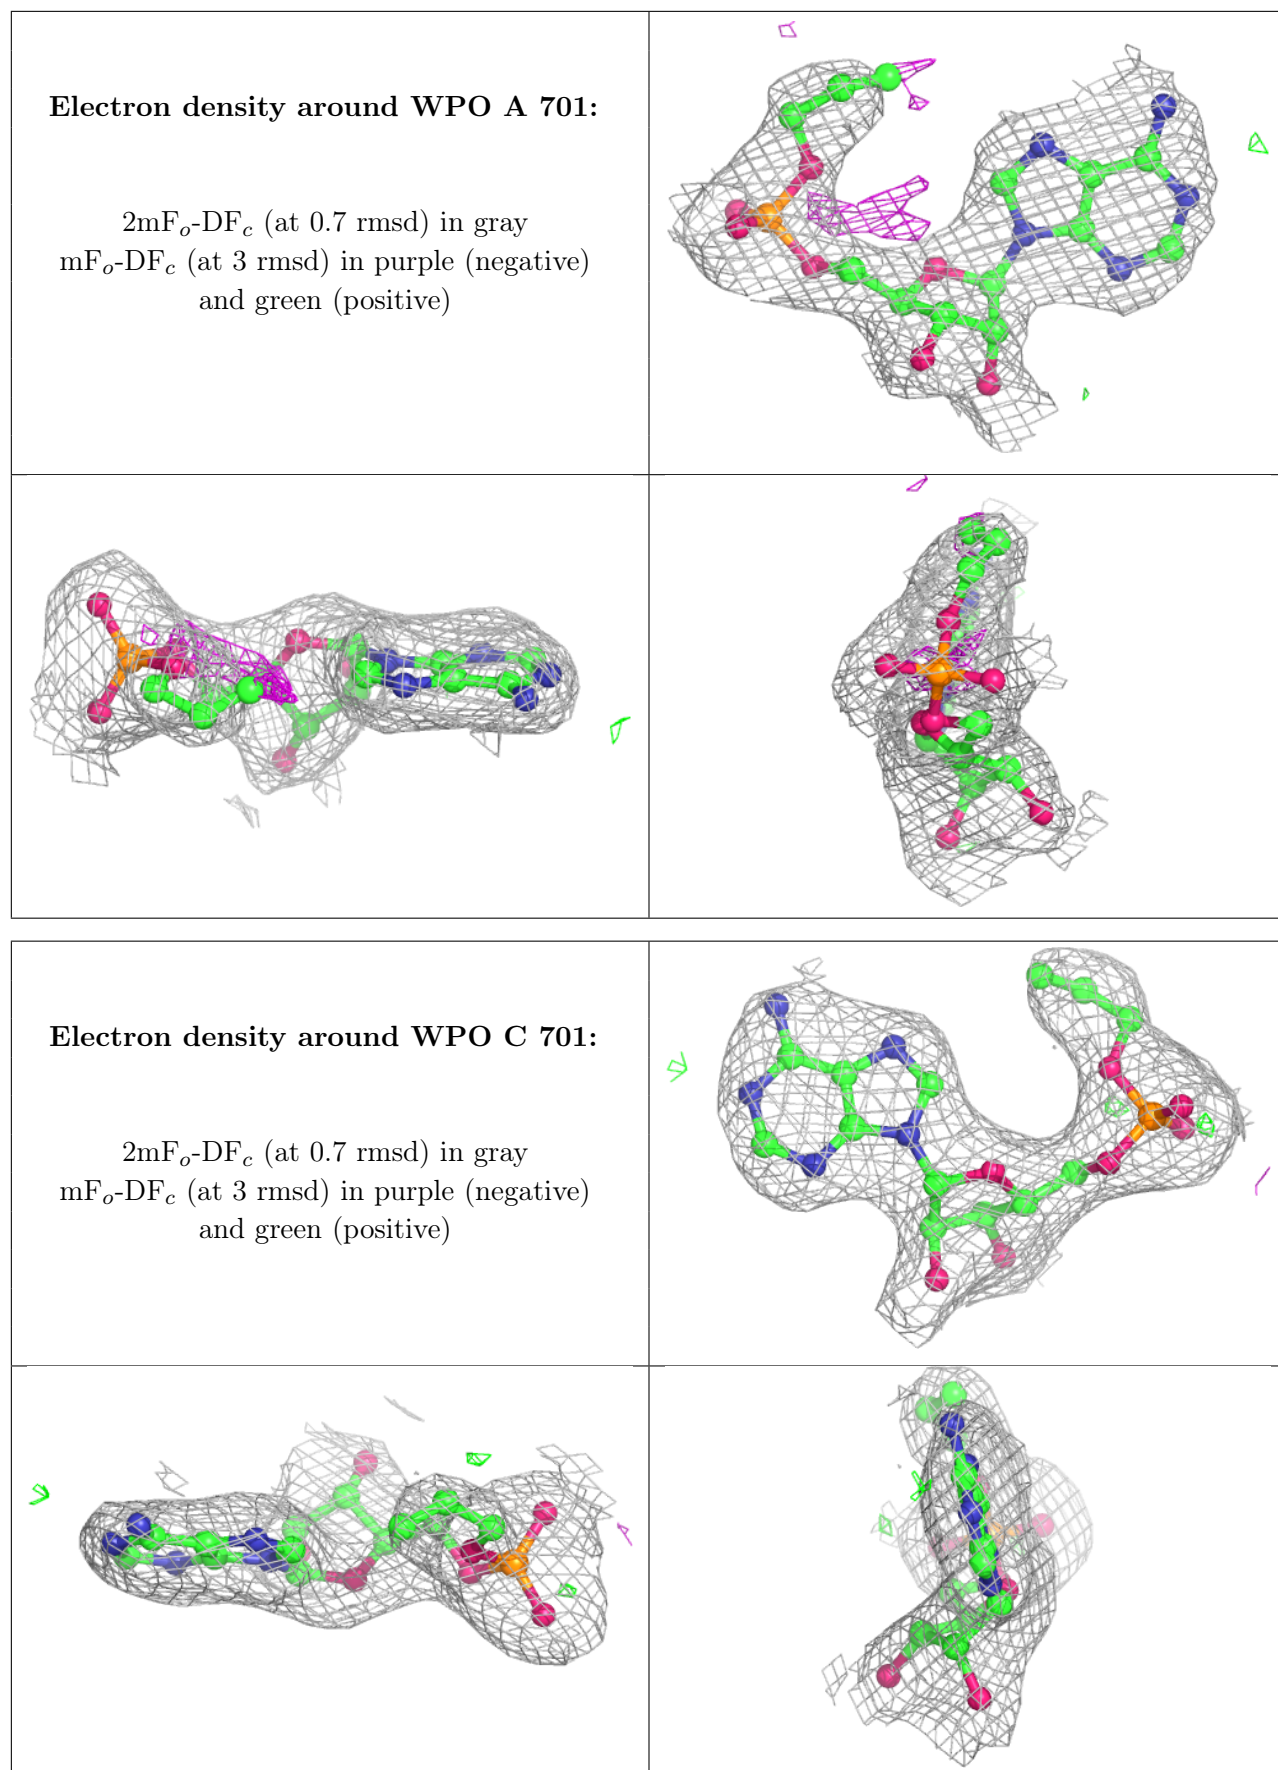 Electron density around WPO A 701:
2mFo-DFc (at 0.7 rmsd) in gray
mFo-DFc (at 3 rmsd) in purple (negative)
and green (positive)
Electron density around WPO C 701:
2mFo-DFc (at 0.7 rmsd) in gray
mFo-DFc (at 3 rmsd) in purple (negative)
and green (positive)